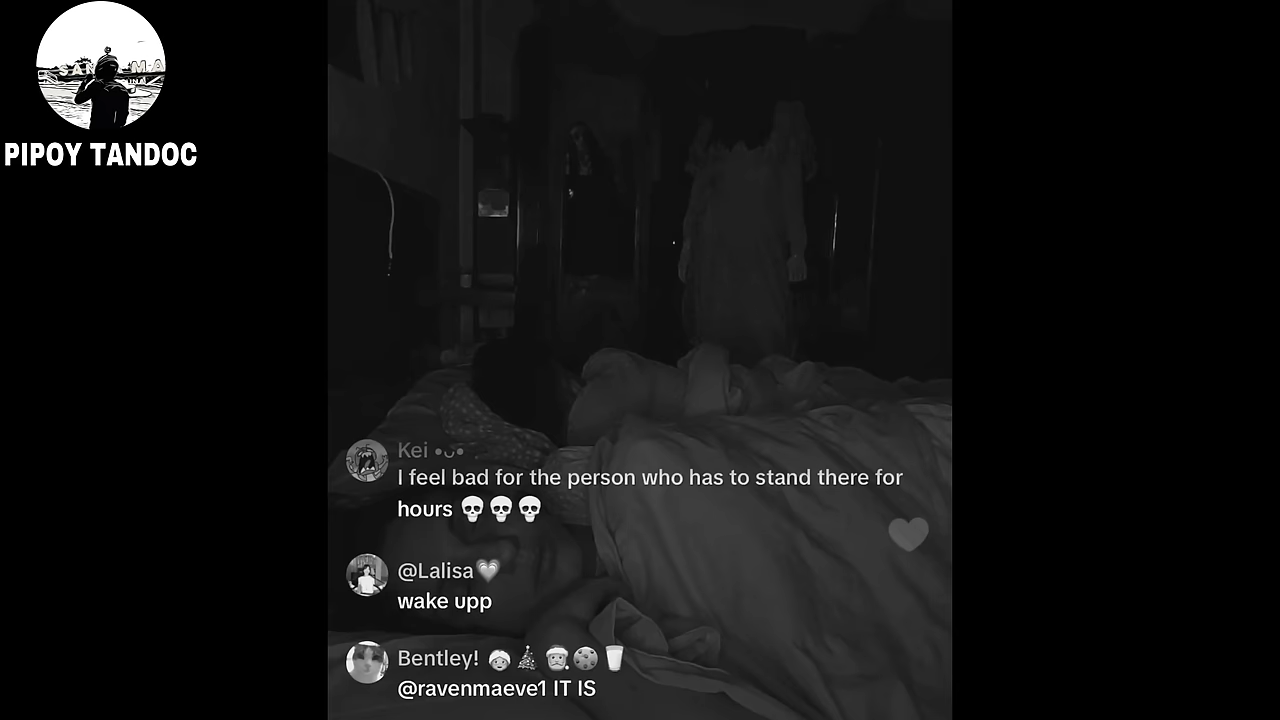 PIPOY TANDOC
Kei •ᴗ•
I feel bad for the person who has to stand there for
hours 💀💀💀
@Lalisa💗
wake upp
Bentley! 🤶🎄🎅🍪🥛
@ravenmaeve1 IT IS